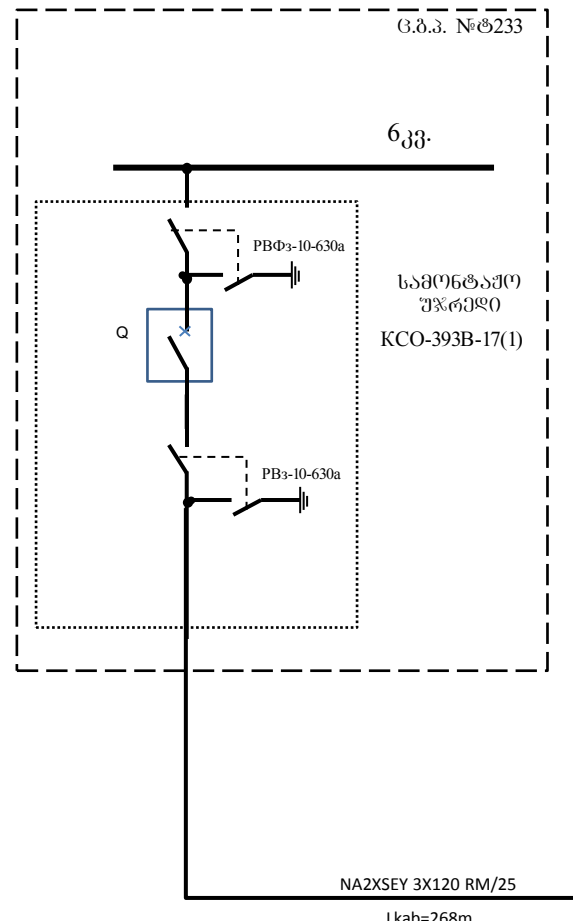 ც.გ.პ. №ტ233
6კვ.
РВФз-10-630а
სამონტაჟო
უჯრედი
КСО-393В-17(1)
Q
РВз-10-630а
NA2XSEY 3X120 RM/25
Lkab=268m